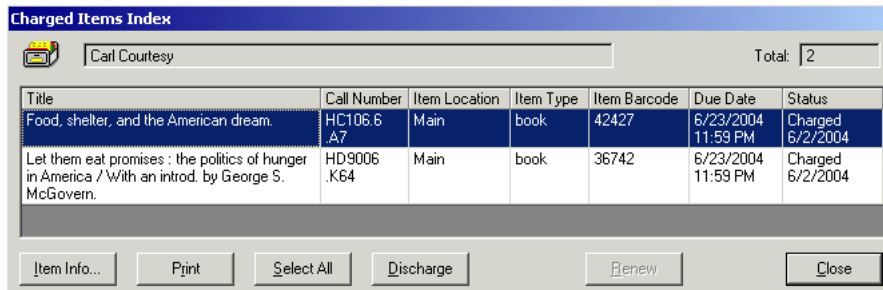 Charged Items Index
Carl Courtesy Total: 2
Title Call Number Item Location Item Type Item Barcode Due Date Status
Food, shelter, and the American dream. HC106.6 Main book 42427 6/23/2004 Charged
.A7 11:59 PM 6/2/2004
Let them eat promises : the politics of hunger HD9006 Main book 36742 6/23/2004 Charged
in America / With an introd. by George S. .K64 11:59 PM 6/2/2004
McGovern.
Item Info... Print Select All Discharge Renew Close